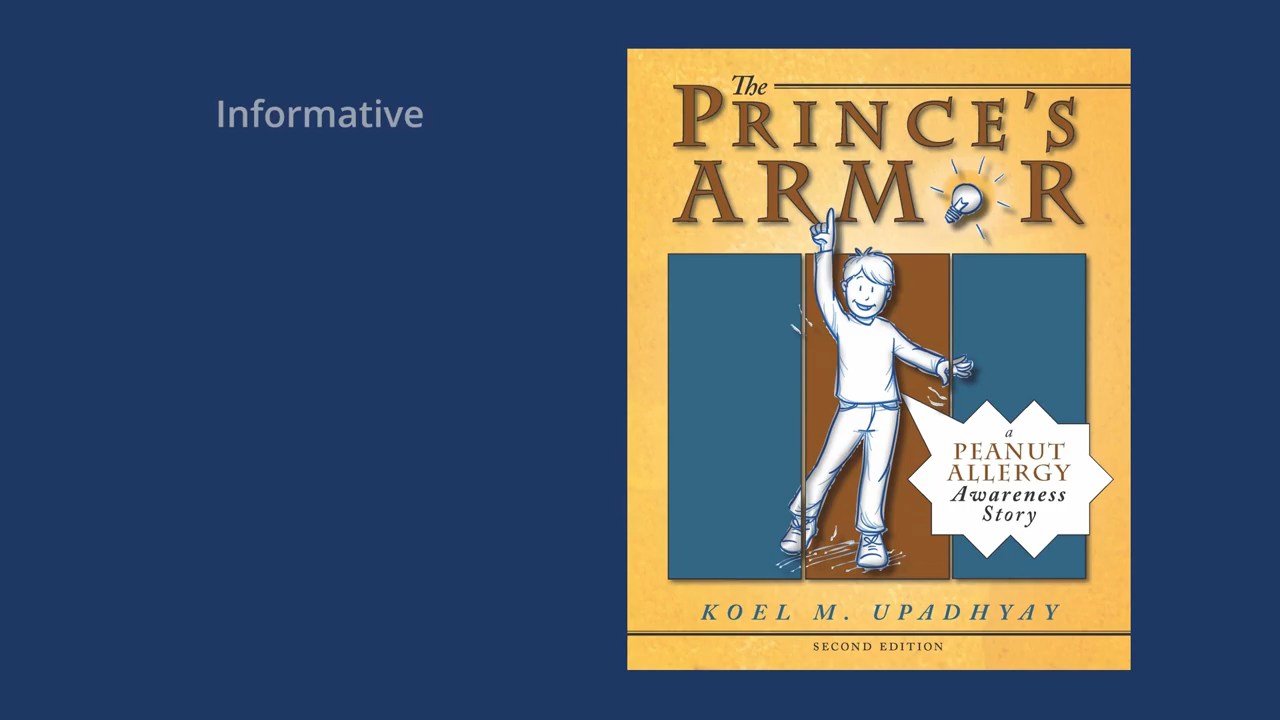 Informative
The
PRINCE'S
ARMOR
a
PEANUT
ALLERGY
Awareness
Story
KOEL M. UPADHYAY
SECOND EDITION